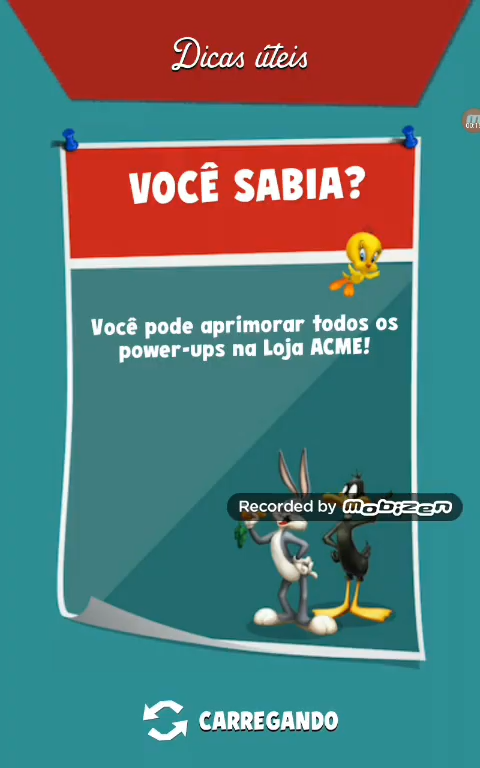 Dicas úteis
VOCÊ SABIA?
Você pode aprimorar todos os
power-ups na Loja ACME!
Recorded by mobizen
CARREGANDO